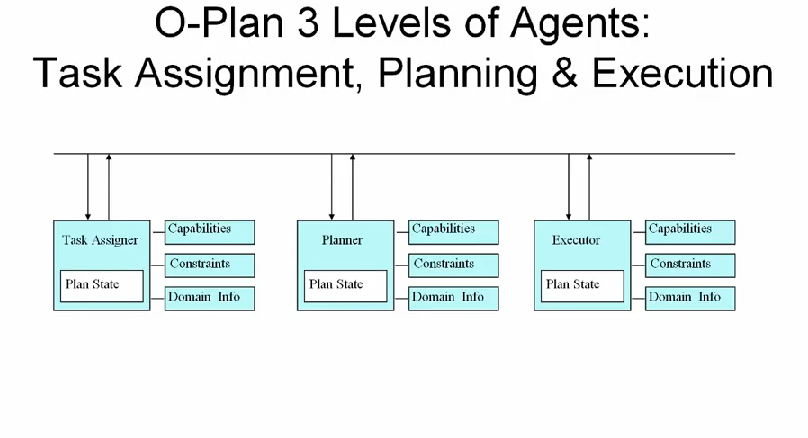 O-Plan 3 Levels of Agents:
Task Assignment, Planning & Execution
Task Assigner
Plan State
Capabilities
Constraints
Domain Info
Planner
Plan State
Capabilities
Constraints
Domain Info
Executor
Plan State
Capabilities
Constraints
Domain Info